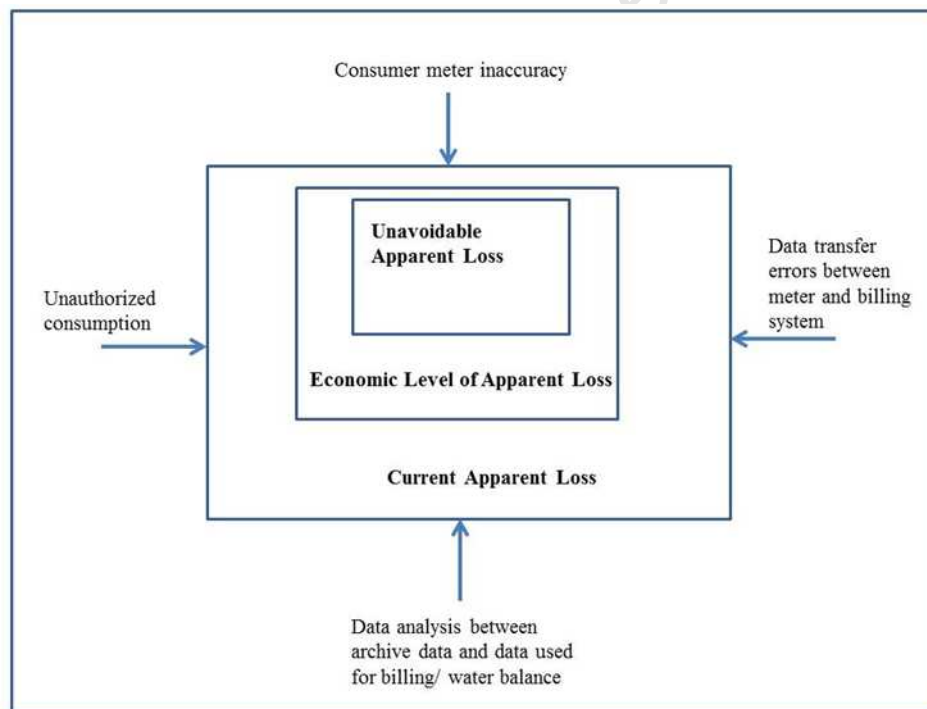 Consumer meter inaccuracy
Unavoidable
Apparent Loss
Data transfer
errors between
meter and billing
system
Unauthorized
consumption
Economic Level of Apparent Loss
Current Apparent Loss
Data analysis between
archive data and data used
for billing/ water balance